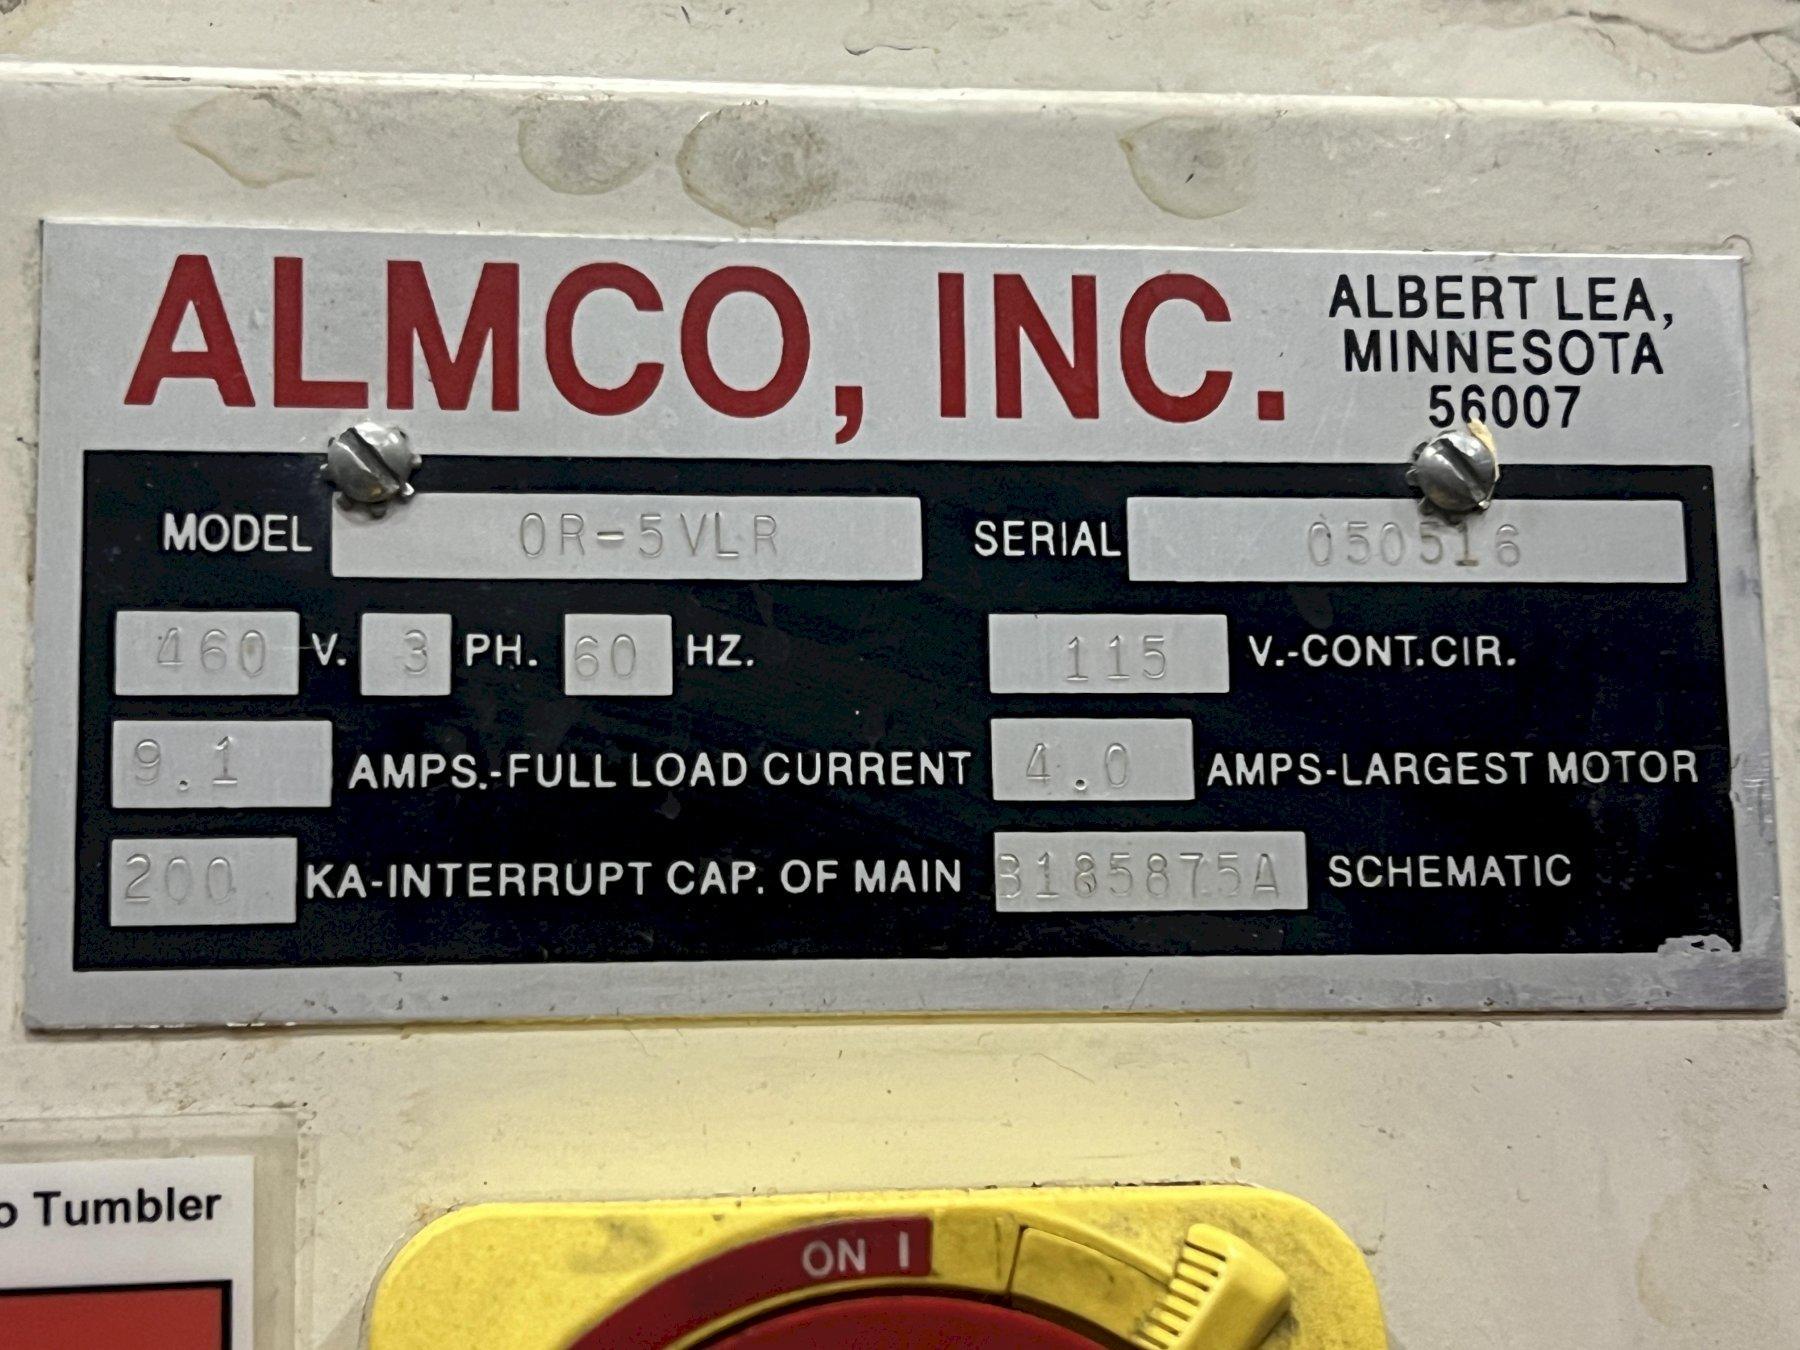 ALMCO, INC.
ALBERT LEA,
MINNESOTA
56007
MODEL OR-5VLR SERIAL 050516
460 V. 3 PH. 60 HZ. 115 V.-CONT.CIR.
9.1 AMPS.-FULL LOAD CURRENT 4.0 AMPS-LARGEST MOTOR
200 KA-INTERRUPT CAP. OF MAIN B185875A SCHEMATIC
o Tumbler
ON I